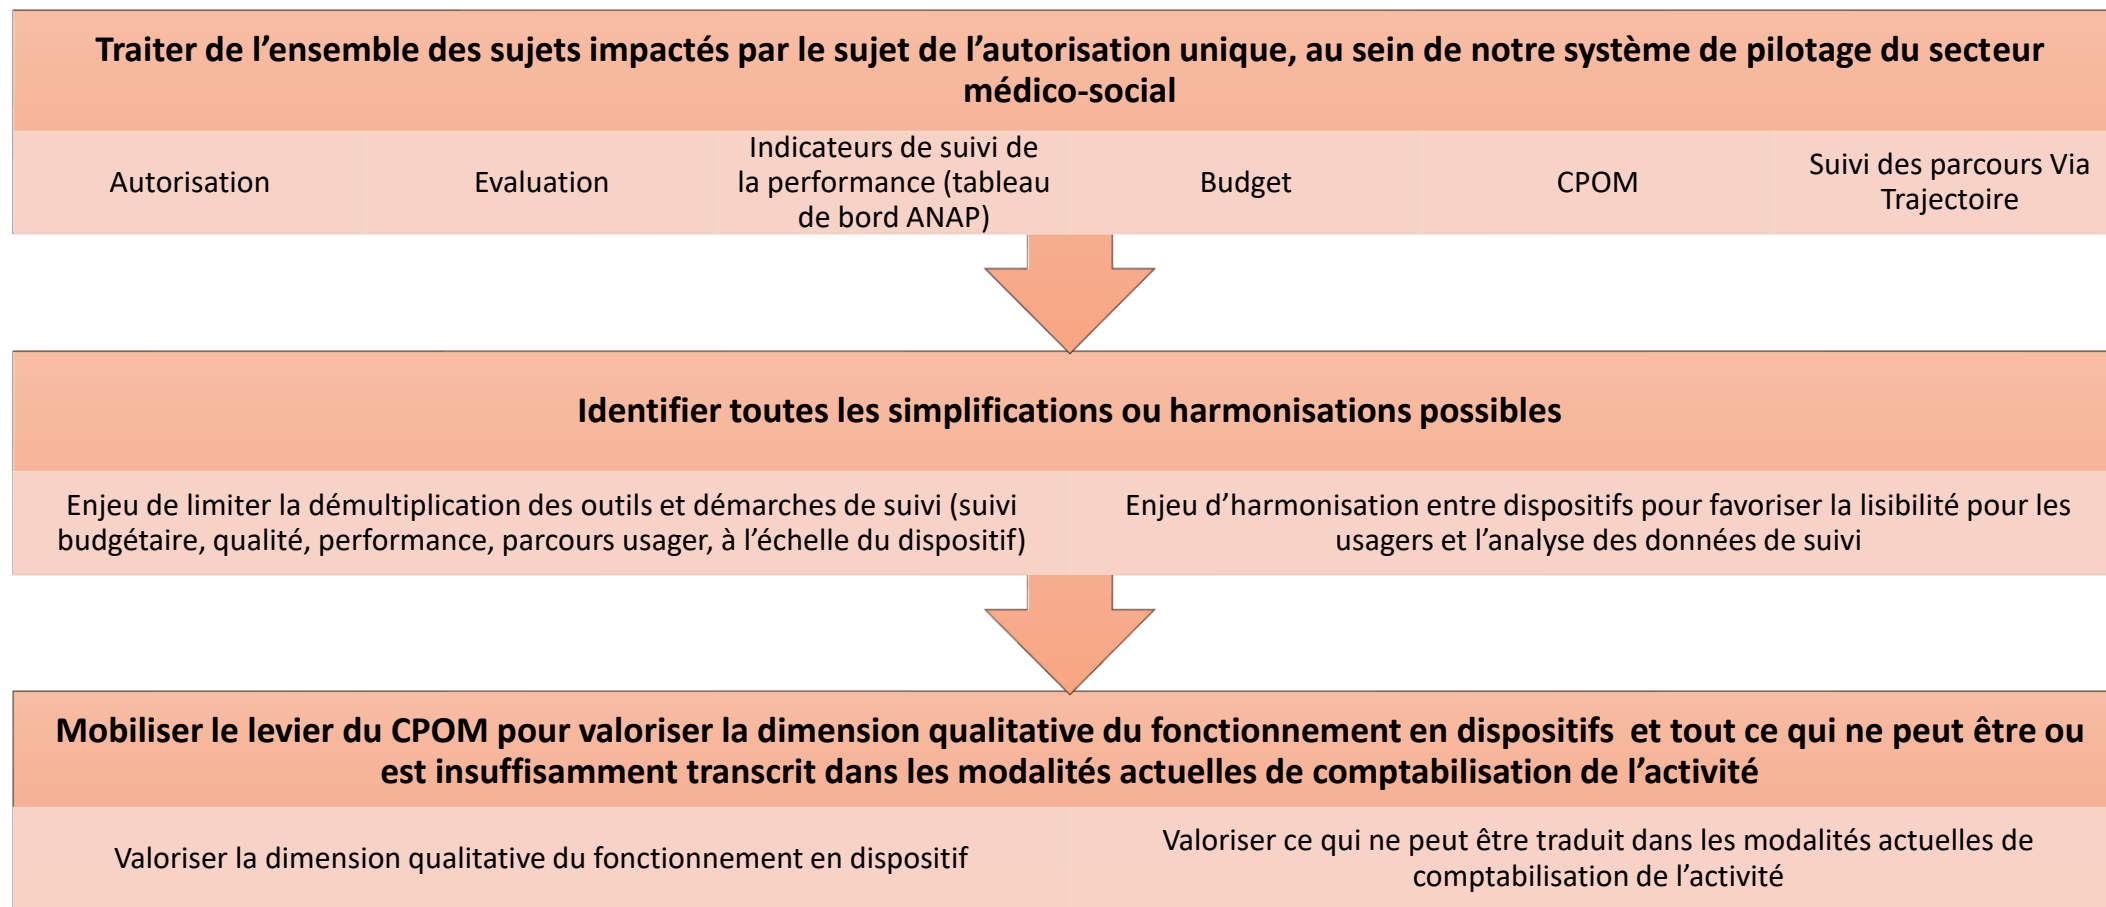 Traiter de l’ensemble des sujets impactés par le sujet de l’autorisation unique, au sein de notre système de pilotage du secteur
médico-social
Autorisation
Evaluation
Indicateurs de suivi de
la performance (tableau
de bord ANAP)
Budget
CPOM
Suivi des parcours Via
Trajectoire
Identifier toutes les simplifications ou harmonisations possibles
Enjeu de limiter la démultiplication des outils et démarches de suivi (suivi
budgétaire, qualité, performance, parcours usager, à l’échelle du dispositif)
Enjeu d’harmonisation entre dispositifs pour favoriser la lisibilité pour les
usagers et l’analyse des données de suivi
Mobiliser le levier du CPOM pour valoriser la dimension qualitative du fonctionnement en dispositifs et tout ce qui ne peut être ou
est insuffisamment transcrit dans les modalités actuelles de comptabilisation de l’activité
Valoriser la dimension qualitative du fonctionnement en dispositif
Valoriser ce qui ne peut être traduit dans les modalités actuelles de
comptabilisation de l’activité